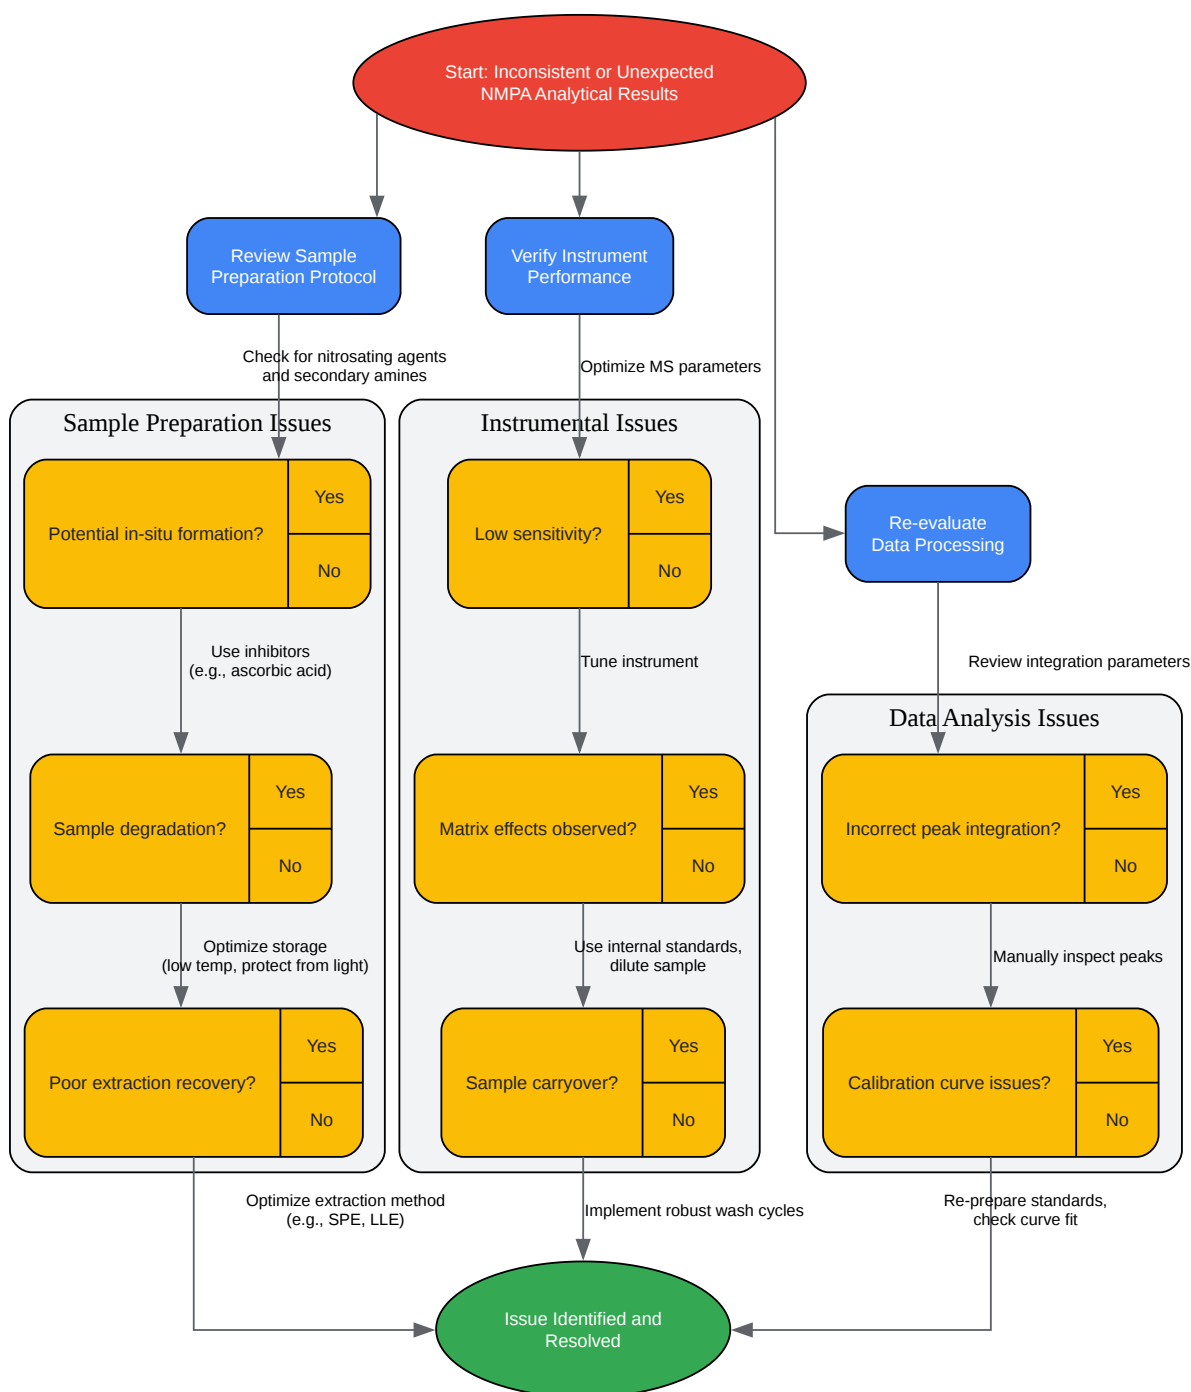 Start: Inconsistent or Unexpected
NMPA Analytical Results
Review Sample
Preparation Protocol
Verify Instrument
Performance
Check for nitrosating agents
and secondary amines
Optimize MS parameters
Sample Preparation Issues
Instrumental Issues
Potential in-situ formation?
Yes
No
Low sensitivity?
Yes
No
Re-evaluate
Data Processing
Use inhibitors
(e.g., ascorbic acid)
Tune instrument
Review integration parameters
Data Analysis Issues
Sample degradation?
Yes
No
Matrix effects observed?
Yes
No
Incorrect peak integration?
Yes
No
Optimize storage
(low temp, protect from light)
Use internal standards,
dilute sample
Manually inspect peaks
Poor extraction recovery?
Yes
No
Sample carryover?
Yes
No
Calibration curve issues?
Yes
No
Optimize extraction method
(e.g., SPE, LLE)
Implement robust wash cycles
Re-prepare standards,
check curve fit
Issue Identified and
Resolved